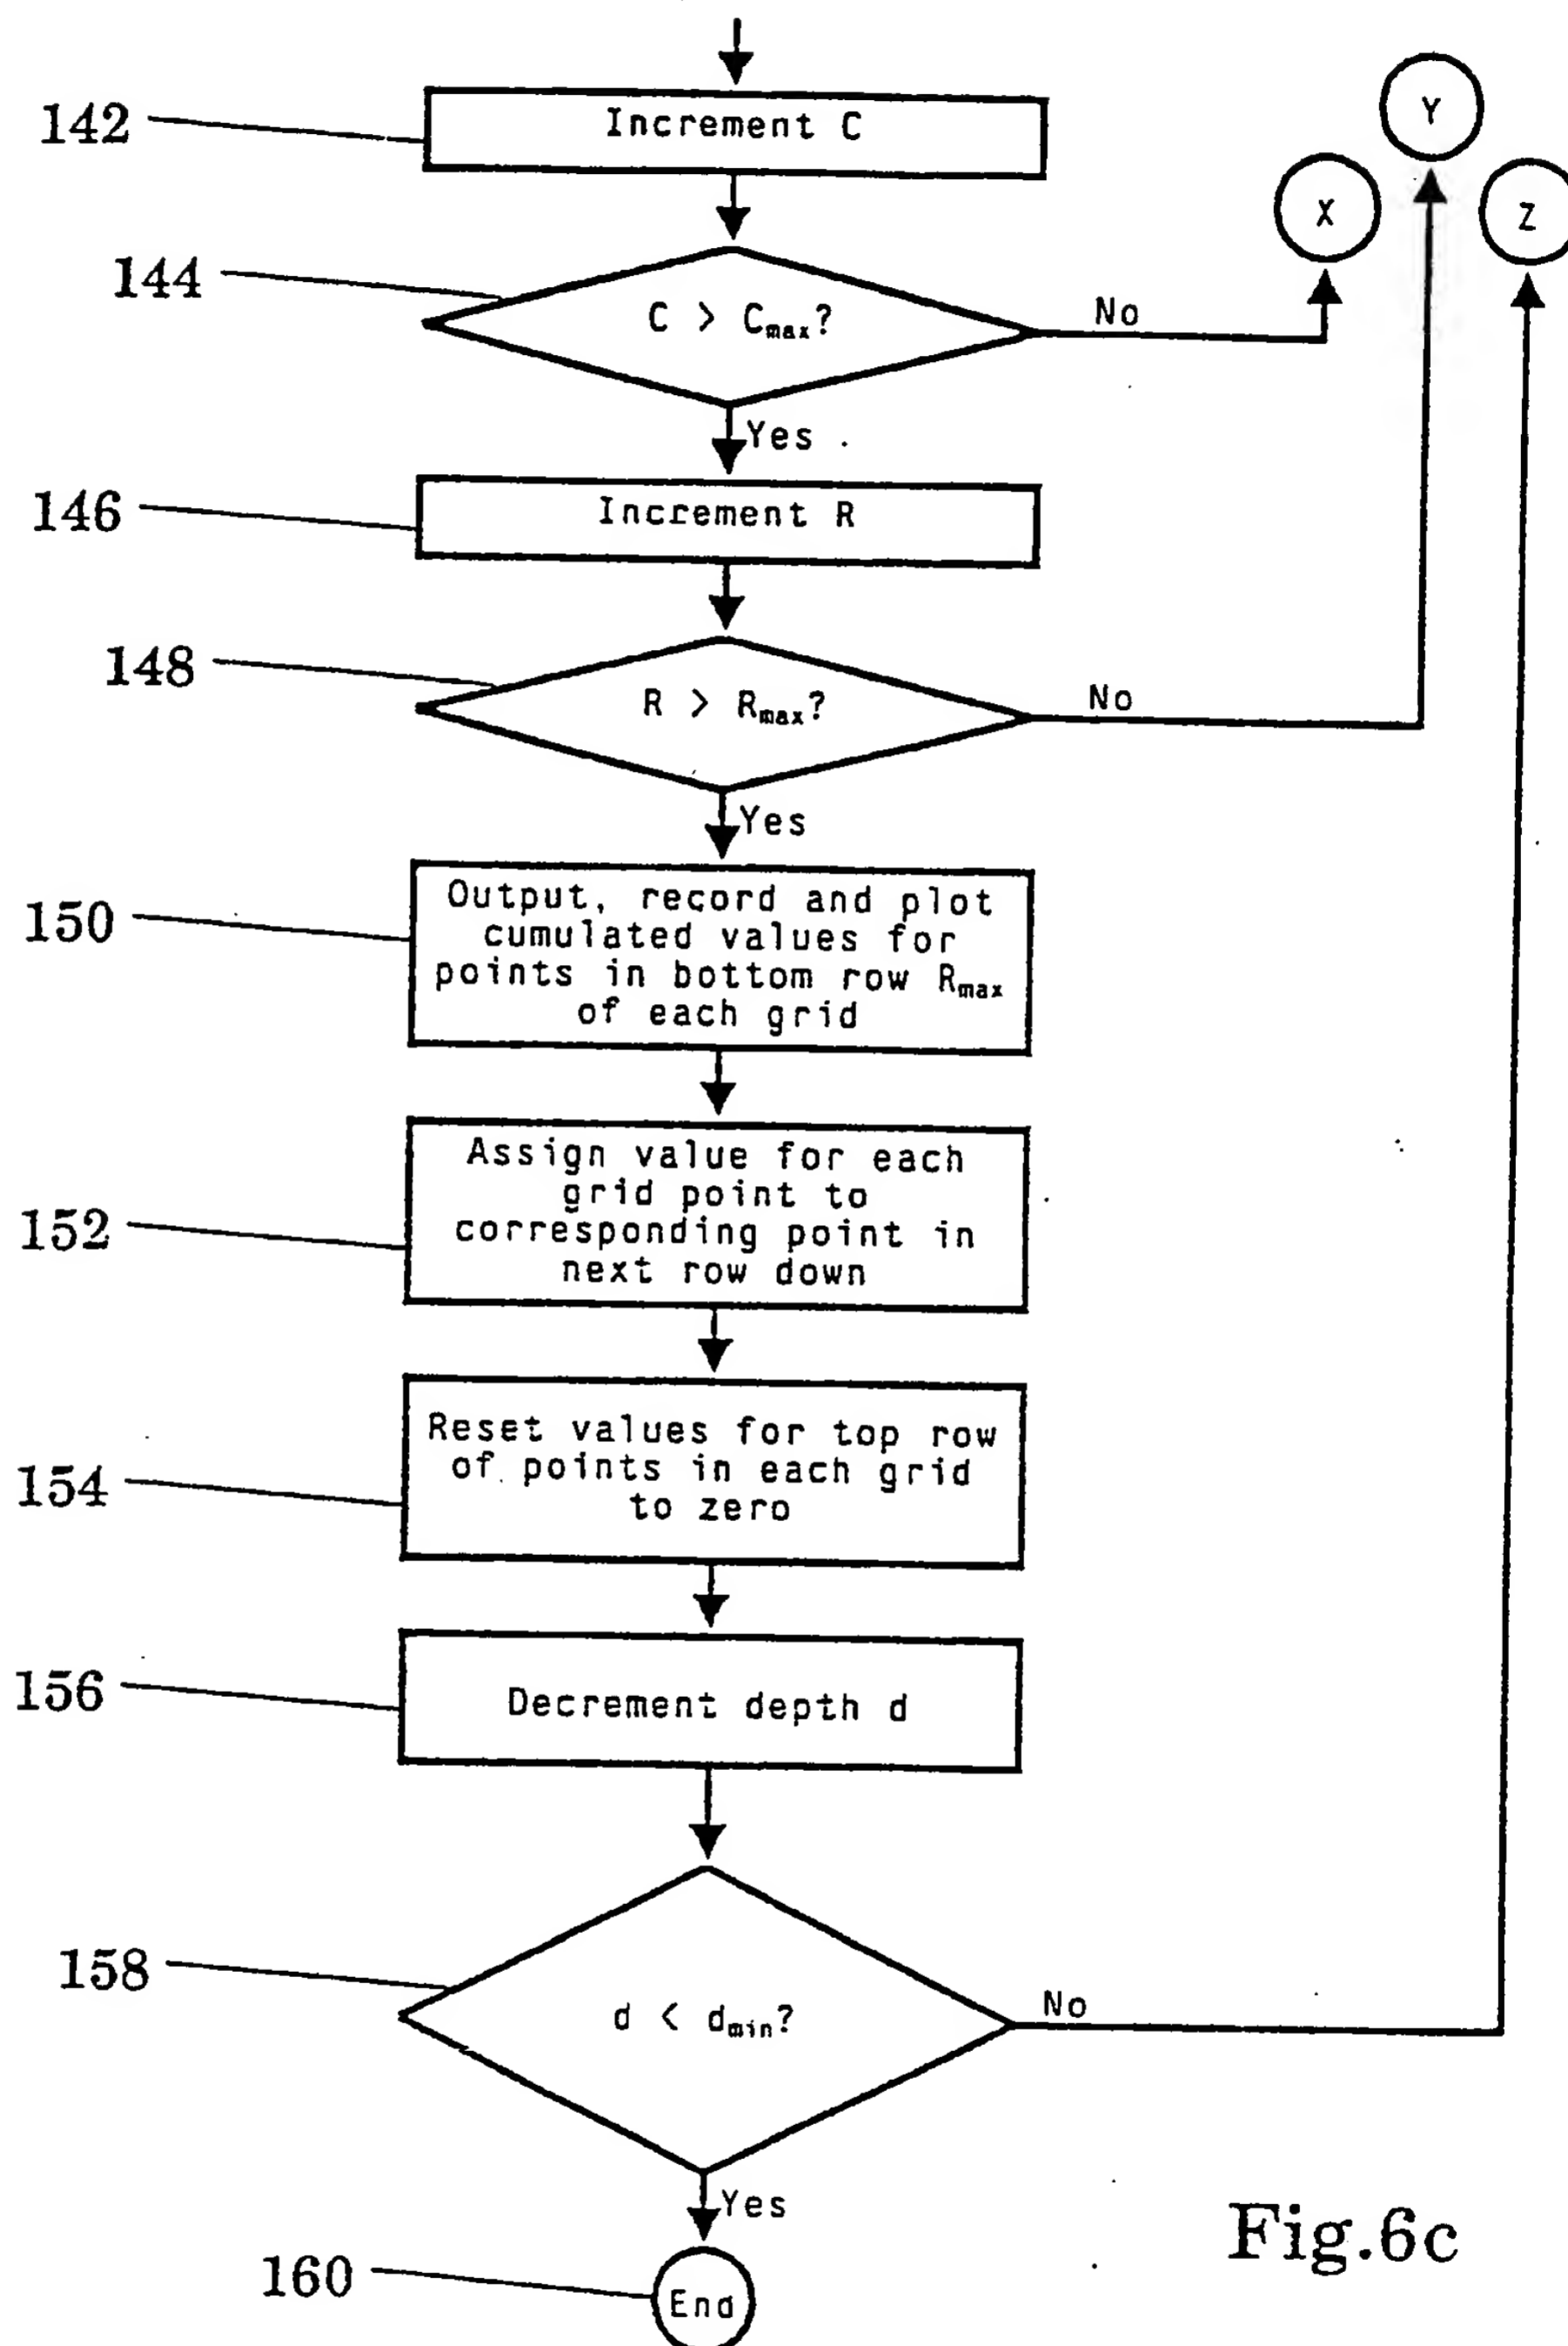 Y
142
Increment C
X
Z
144
C > Cmax?
No
Yes
146
Increment R
148
R > Rmax?
No
Yes
150
Output, record and plot
cumulated values for
points in bottom row Rmax
of each grid
152
Assign value for each
grid point to
corresponding point in
next row down
154
Reset values for top row
of points in each grid
to zero
156
Decrement depth d
158
d < dmin?
No
Yes
160
End
Fig.6c